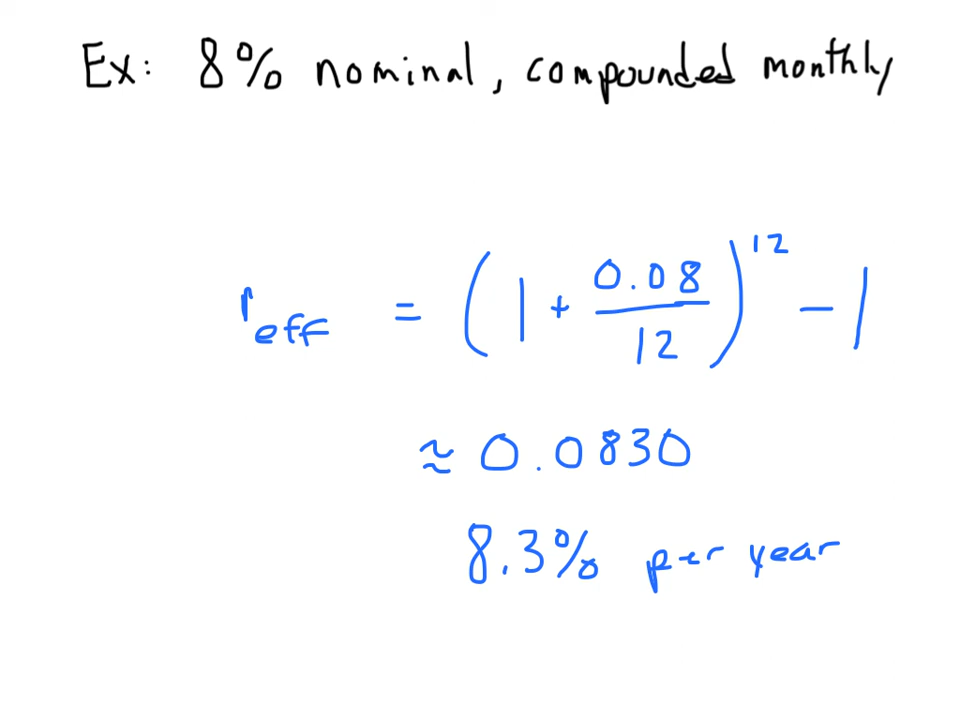 Ex: 8% nominal, compounded monthly
r_eff = (1 + 0.08/12)^12 - 1
≈ 0.0830
8.3% per year